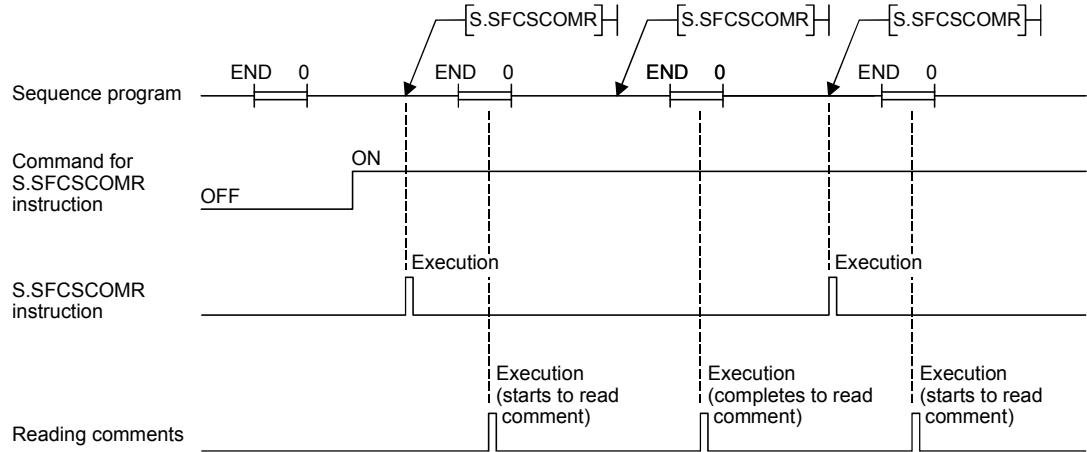 S.SFCSCOMR S.SFCSCOMR S.SFCSCOMR
END 0 END 0 END 0 END 0
Sequence program
Command for
S.SFCSCOMR
instruction
ON
OFF
Execution Execution
S.SFCSCOMR
instruction
Execution Execution Execution
(starts to read (completes to read (starts to read
comment) comment) comment)
Reading comments